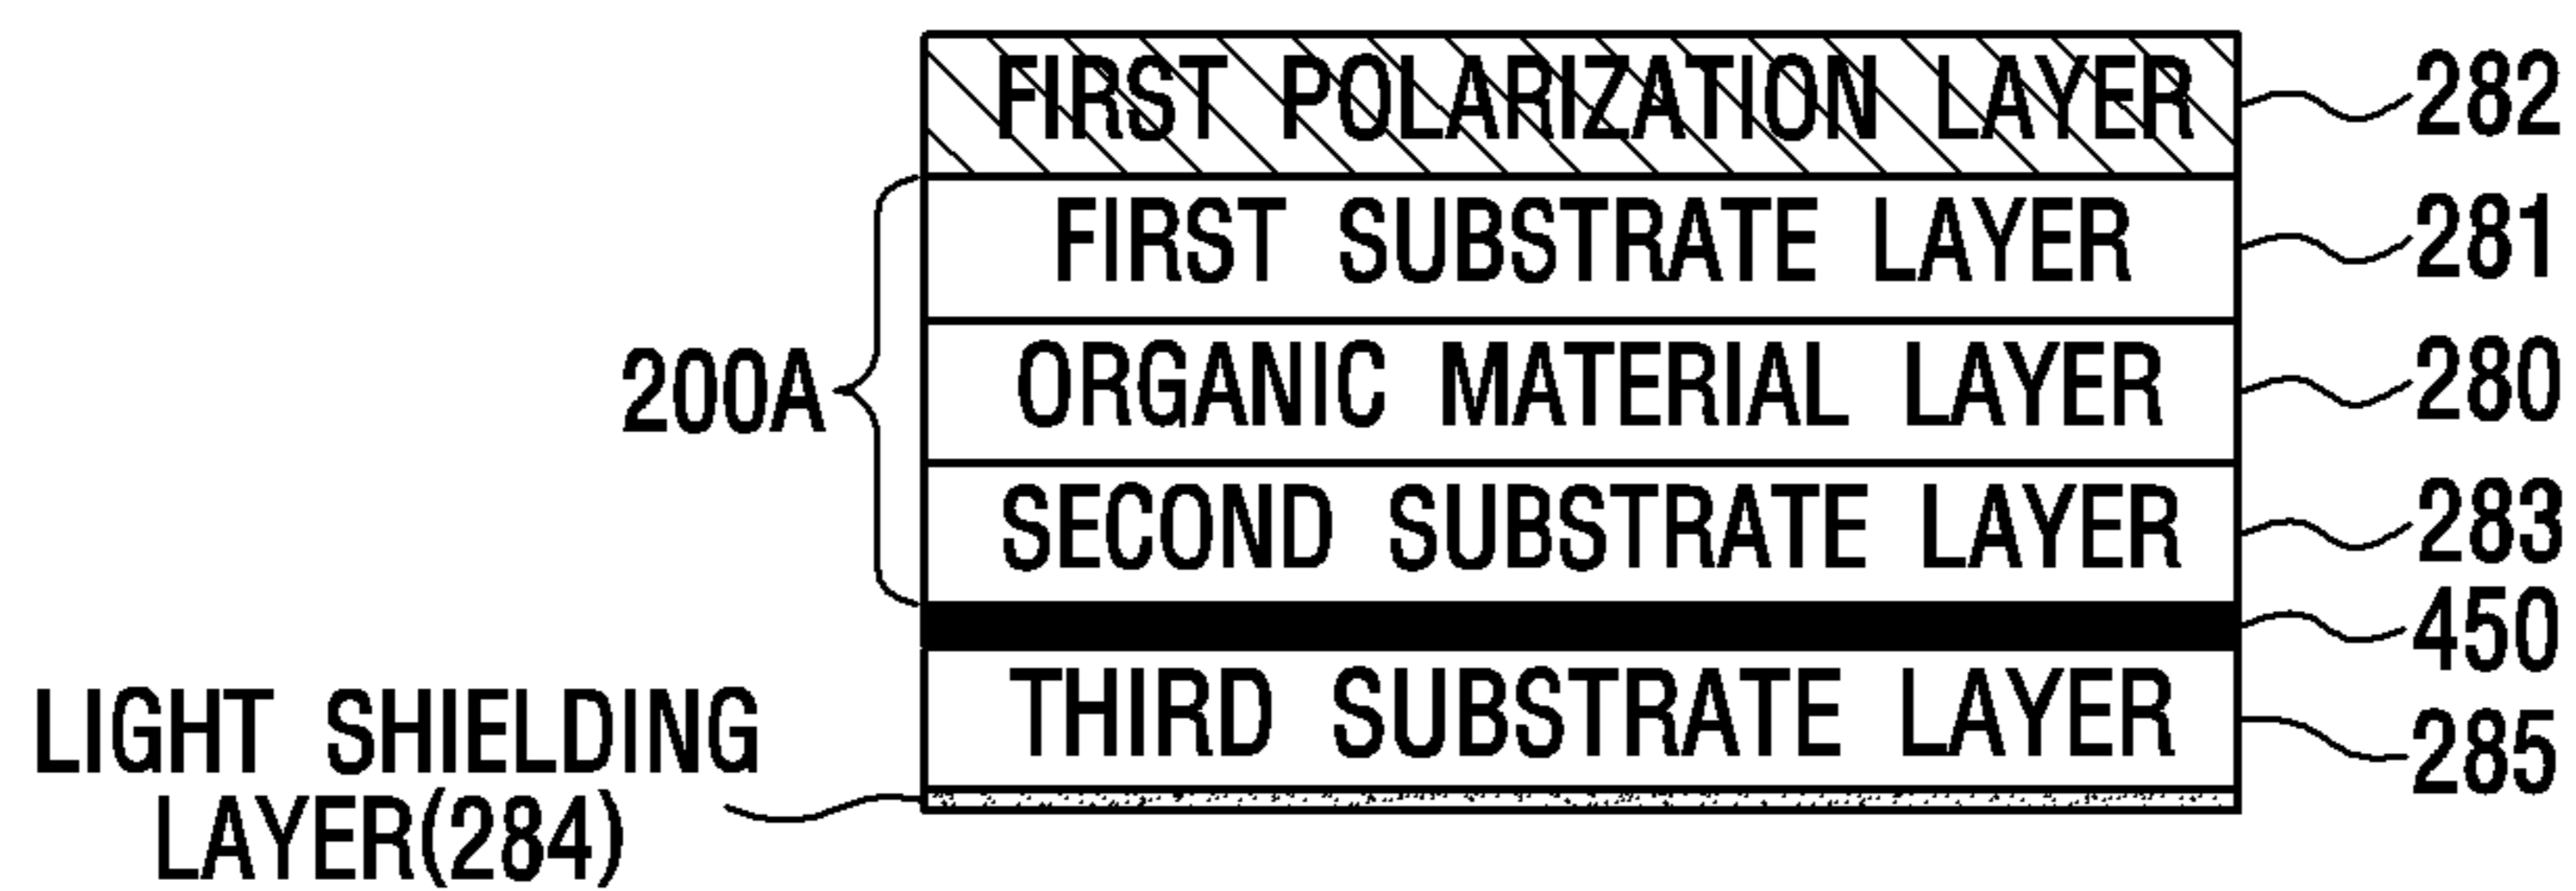 FIRST POLARIZATION LAYER 282
FIRST SUBSTRATE LAYER 281
200A
ORGANIC MATERIAL LAYER 280
SECOND SUBSTRATE LAYER 283
450
THIRD SUBSTRATE LAYER 285
LIGHT SHIELDING
LAYER(284)